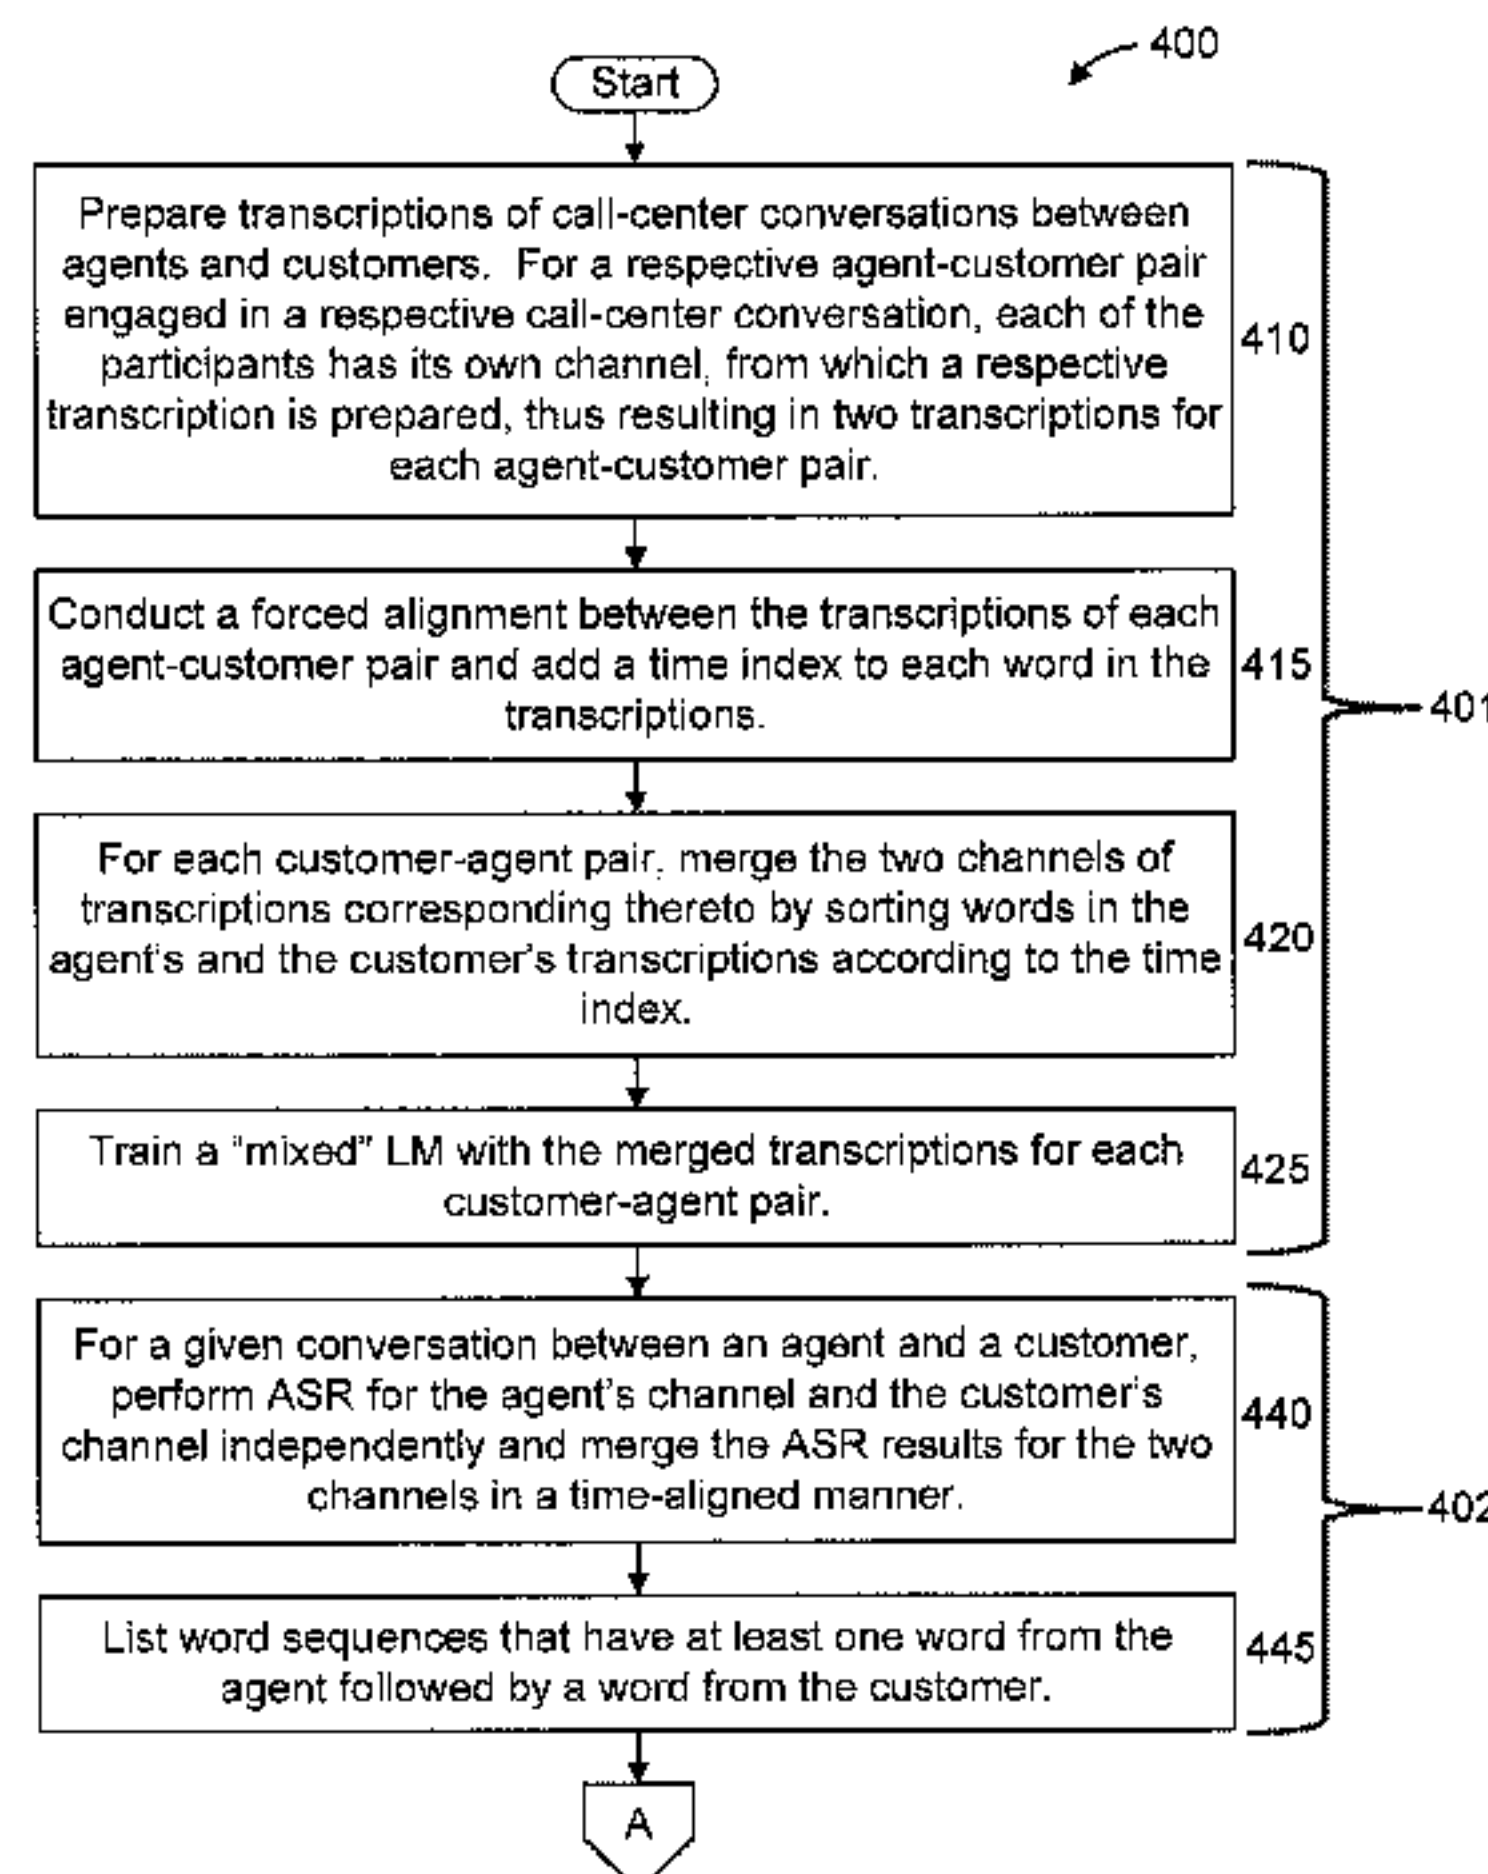 400
Start
Prepare transcriptions of call-center conversations between
agents and customers. For a respective agent-customer pair
engaged in a respective call-center conversation, each of the
participants has its own channel, from which a respective
transcription is prepared, thus resulting in two transcriptions for
each agent-customer pair.
410
Conduct a forced alignment between the transcriptions of each
agent-customer pair and add a time index to each word in the
transcriptions.
415
401
For each customer-agent pair, merge the two channels of
transcriptions corresponding thereto by sorting words in the
agent's and the customer's transcriptions according to the time
index.
420
Train a "mixed" LM with the merged transcriptions for each
customer-agent pair.
425
For a given conversation between an agent and a customer,
perform ASR for the agent's channel and the customer's
channel independently and merge the ASR results for the two
channels in a time-aligned manner.
440
402
List word sequences that have at least one word from the
agent followed by a word from the customer.
445
A